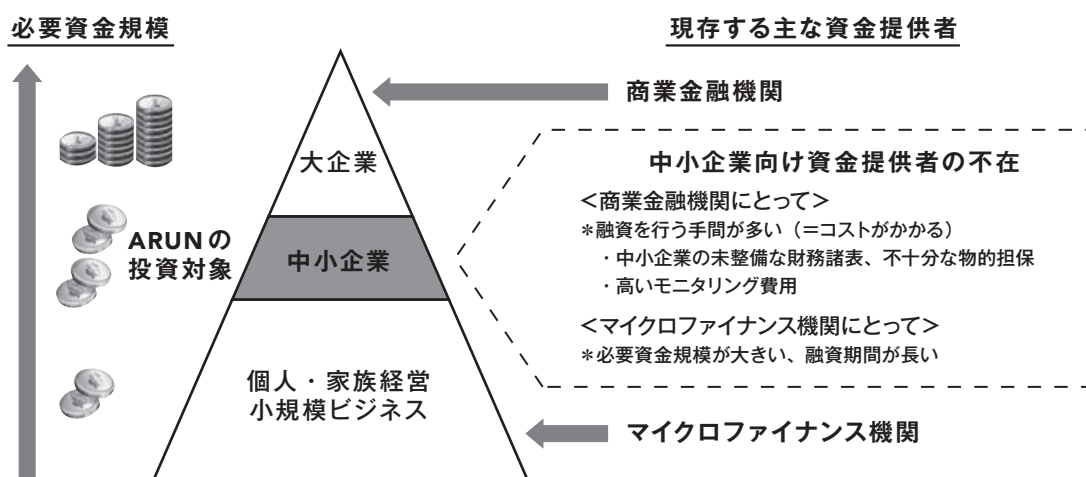 必要資金規模
現存する主な資金提供者
商業金融機関
大企業
ARUNの
投資対象
中小企業
個人・家族経営
小規模ビジネス
中小企業向け資金提供者の不在
＜商業金融機関にとって＞
＊融資を行う手間が多い（＝コストがかかる）
・中小企業の未整備な財務諸表、不十分な物的担保
・高いモニタリング費用
＜マイクロファイナンス機関にとって＞
＊必要資金規模が大きい、融資期間が長い
マイクロファイナンス機関